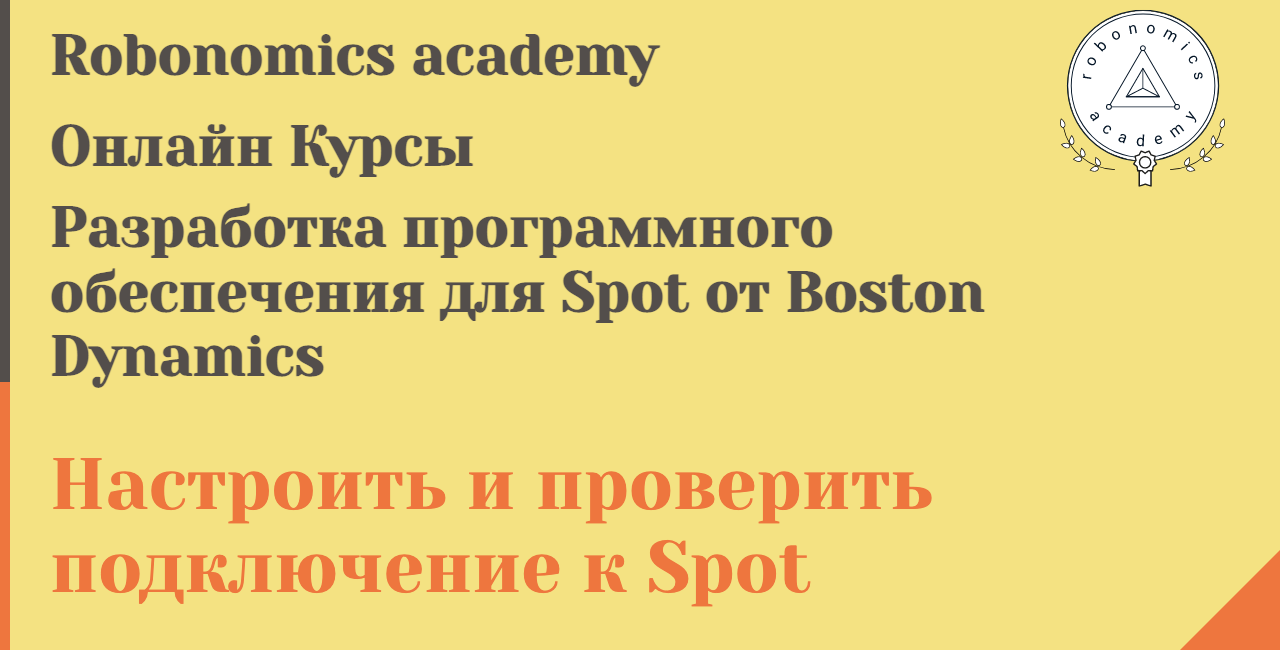 Robonomics academy
robonomics
academy
Онлайн Курсы
Разработка программного
обеспечения для Spot от Boston
Dynamics
Настроить и проверить
подключение к Spot